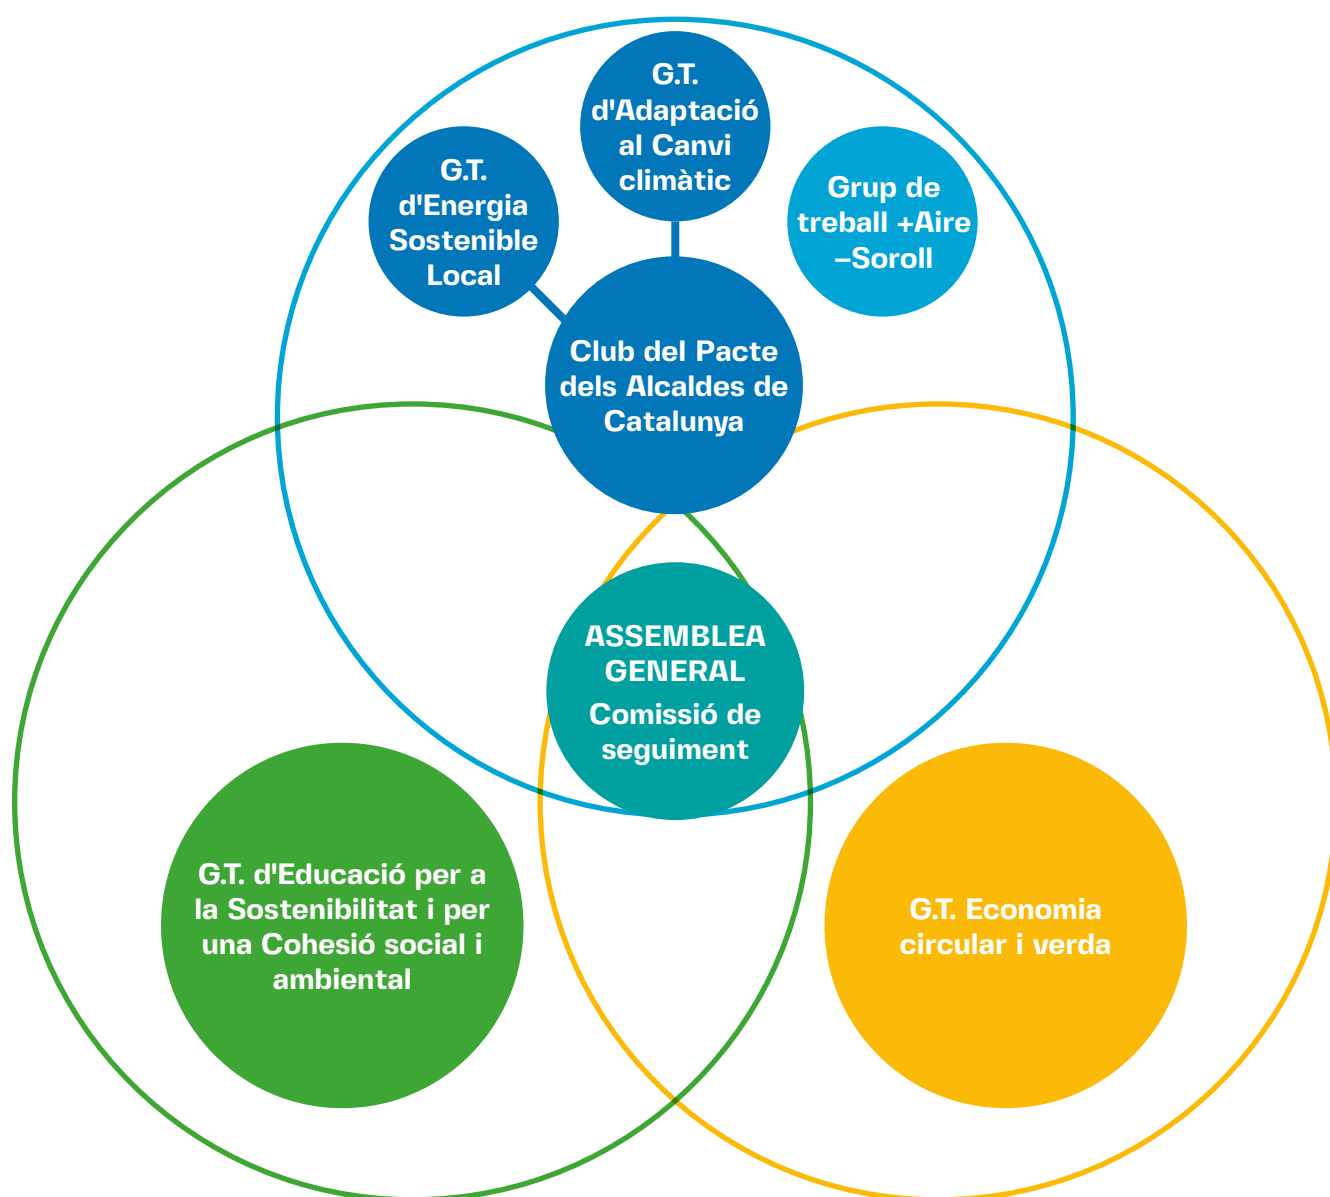 G.T.
d'Adaptació
al Canvi
climàtic
G.T.
d'Energia
Sostenible
Local
Grup de
treball +Aire
–Soroll
Club del Pacte
dels Alcaldes de
Catalunya
ASSEMBLEA
GENERAL
Comissió de
seguiment
G.T. d'Educació per a
la Sostenibilitat i per
una Cohesió social i
ambiental
G.T. Economia
circular i verda